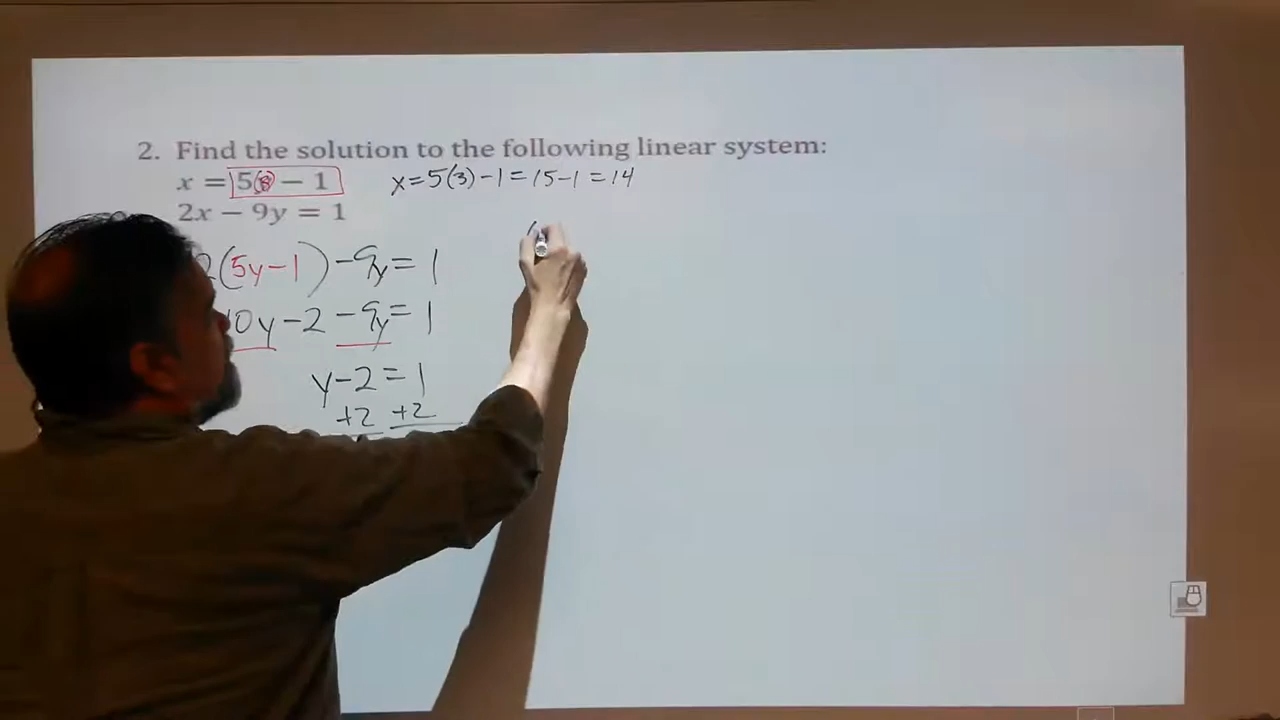 2. Find the solution to the following linear system:
x = 5(3) − 1 x=5(3)-1=15-1=14
2x − 9y = 1
2(5y-1)-9y=1
10y-2-9y=1
y-2=1
+2 +2
(